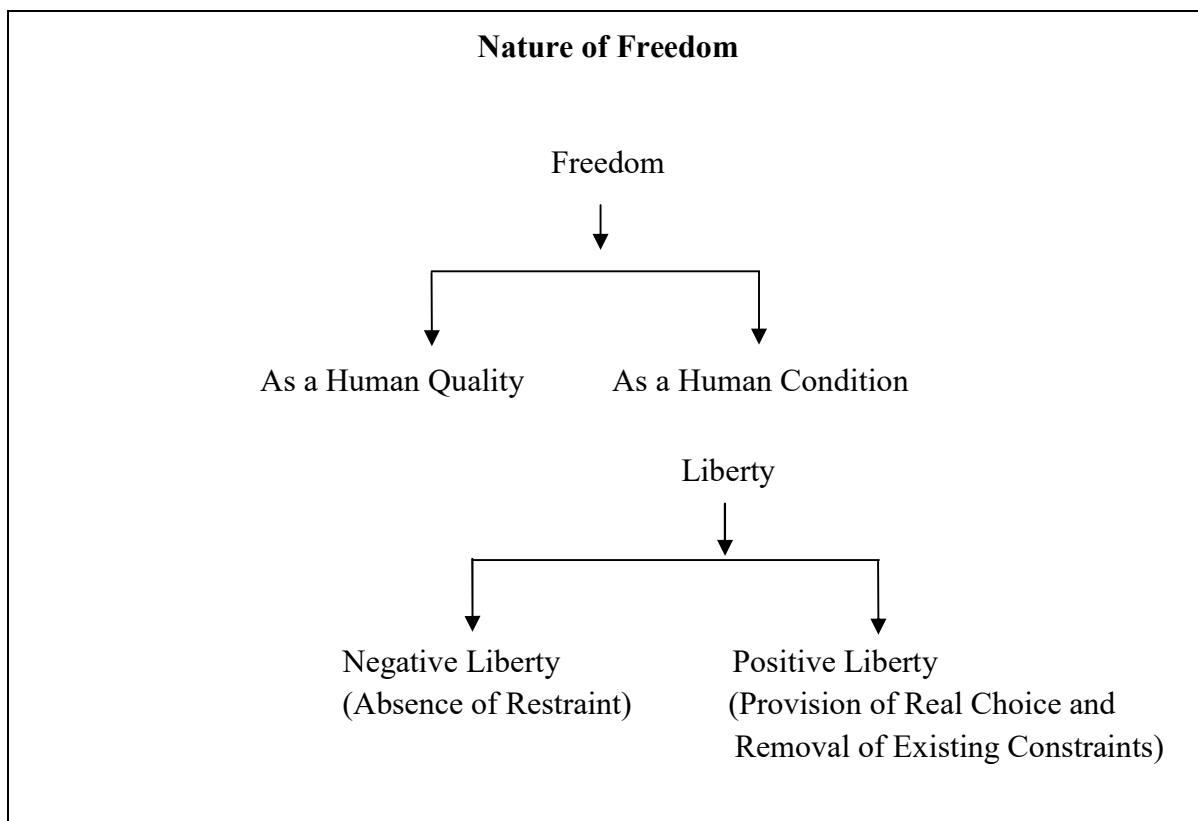 Nature of Freedom
Freedom
As a Human Quality
As a Human Condition
Liberty
Negative Liberty
(Absence of Restraint)
Positive Liberty
(Provision of Real Choice and
Removal of Existing Constraints)